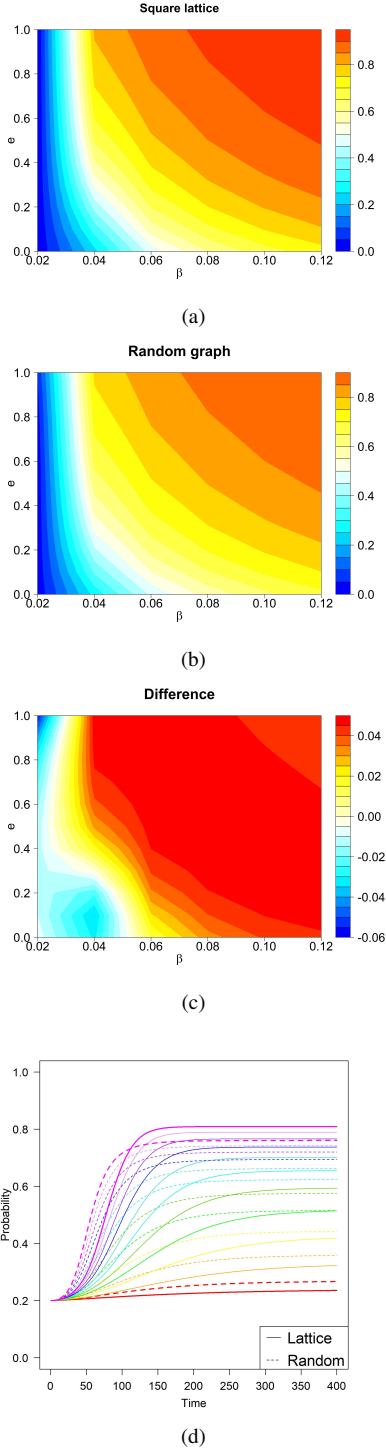 Square lattice
1.0
0.8
0.6
0.4
0.2
0.0
e
0.02 0.04 0.06 0.08 0.10 0.12
β
0.8
0.6
0.4
0.2
0.0
(a)
Random graph
1.0
0.8
0.6
0.4
0.2
0.0
e
0.02 0.04 0.06 0.08 0.10 0.12
β
0.8
0.6
0.4
0.2
0.0
(b)
Difference
1.0
0.8
0.6
0.4
0.2
0.0
e
0.02 0.04 0.06 0.08 0.10 0.12
β
0.04
0.02
0.00
-0.02
-0.04
-0.06
(c)
1.0
0.8
0.6
0.4
0.2
0.0
Probability
Lattice
Random
0 50 100 150 200 250 300 350 400
Time
(d)